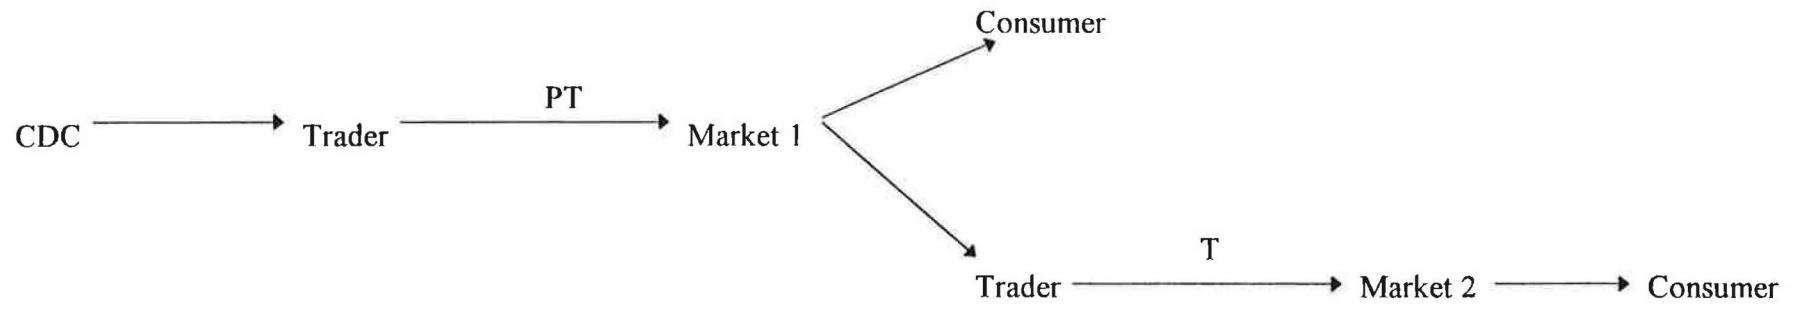 Consumer
PT
CDC Trader Market 1
T
Trader Market 2 Consumer